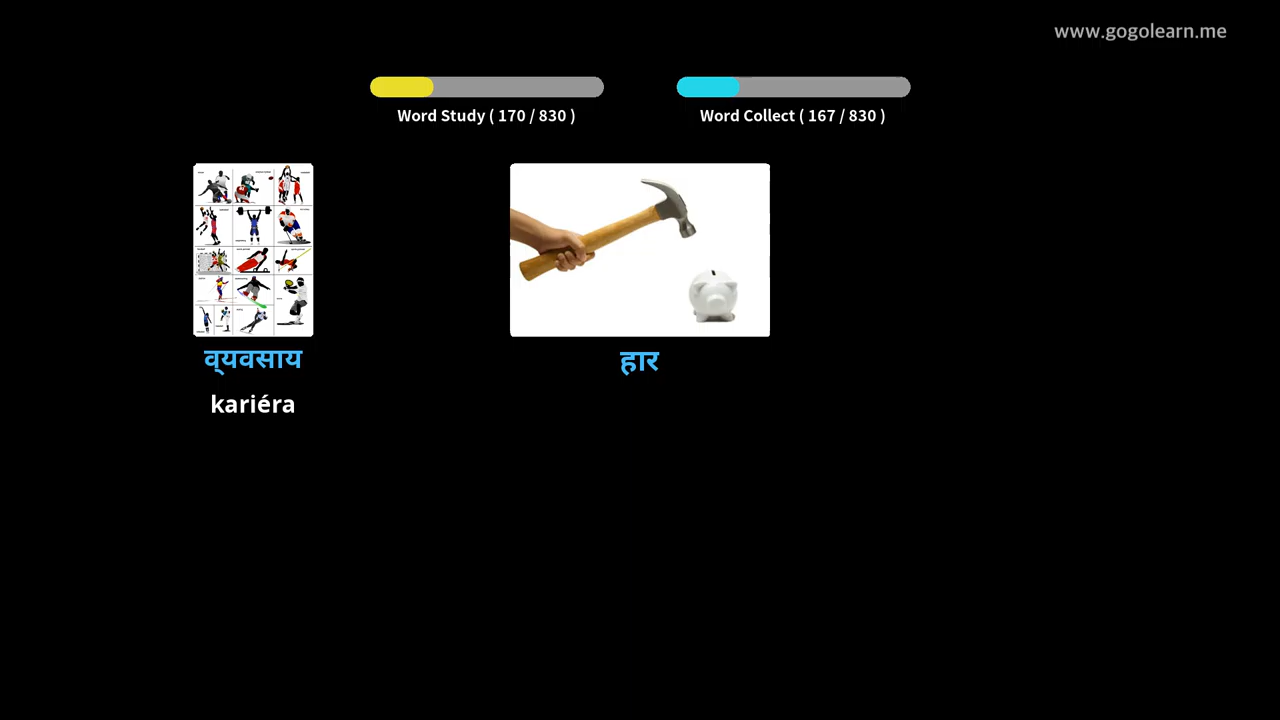 www.gogolearn.me
Word Study ( 170 / 830 )
Word Collect ( 167 / 830 )
व्यवसाय
हार
kariéra